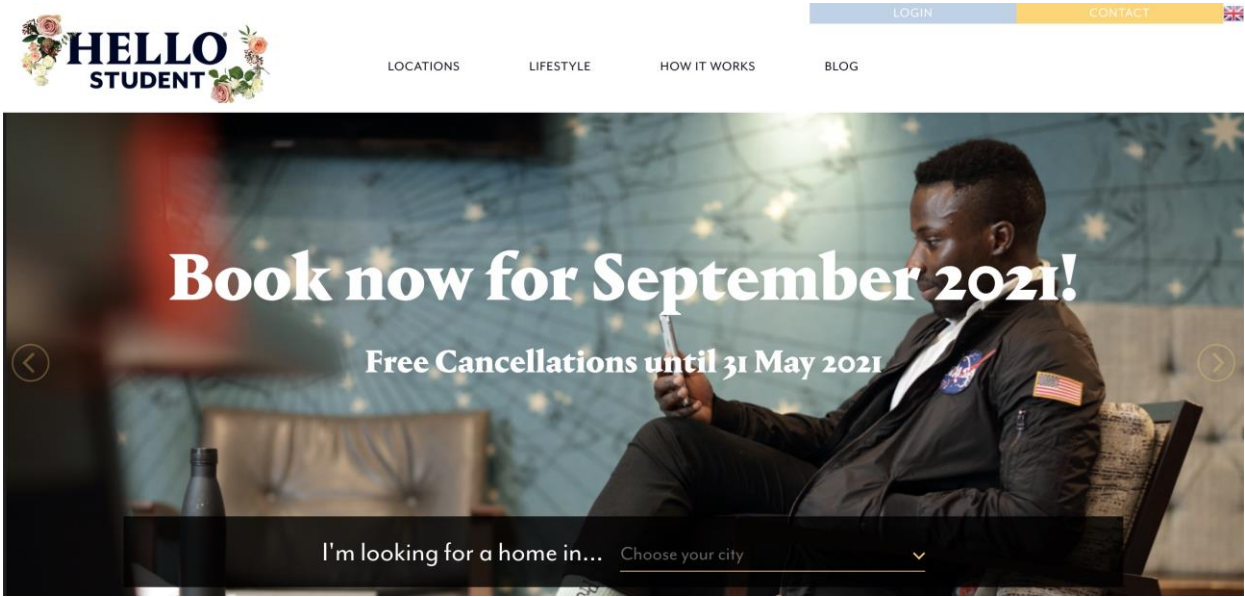 LOGIN
CONTACT
HELLO
STUDENT
LOCATIONS
LIFESTYLE
HOW IT WORKS
BLOG
Book now for September 2021!
Free Cancellations until 31 May 2021
I'm looking for a home in...
Choose your city